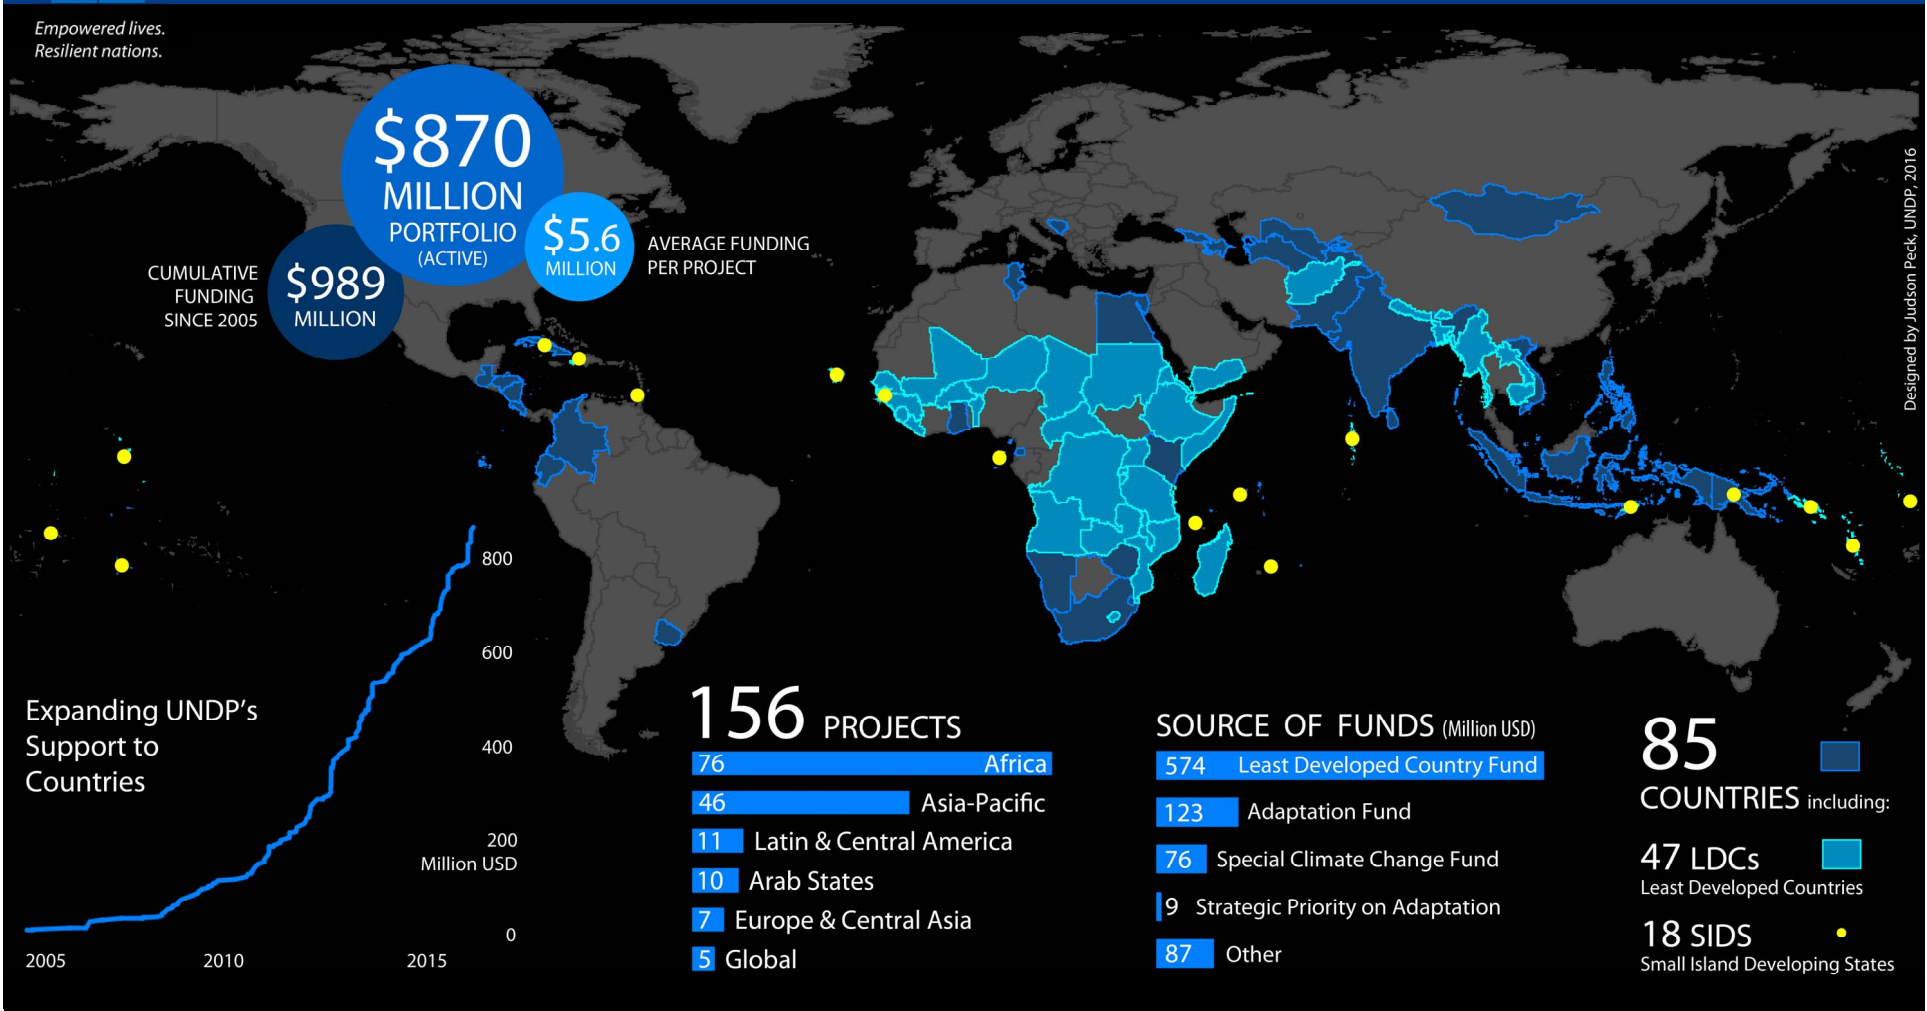 Empowered lives.
Resilient nations.
$870
MILLION
PORTFOLIO
(ACTIVE)
$5.6
MILLION
AVERAGE FUNDING
PER PROJECT
CUMULATIVE
FUNDING
SINCE 2005
$989
MILLION
Designed by Judson Peck, UNDP, 2016
Expanding UNDP's
Support to
Countries
800
600
400
200
Million USD
0
2005
2010
2015
156 PROJECTS
76 Africa
46 Asia-Pacific
11 Latin & Central America
10 Arab States
7 Europe & Central Asia
5 Global
SOURCE OF FUNDS (Million USD)
574 Least Developed Country Fund
123 Adaptation Fund
76 Special Climate Change Fund
9 Strategic Priority on Adaptation
87 Other
85
COUNTRIES including:
47 LDCs
Least Developed Countries
18 SIDS
Small Island Developing States